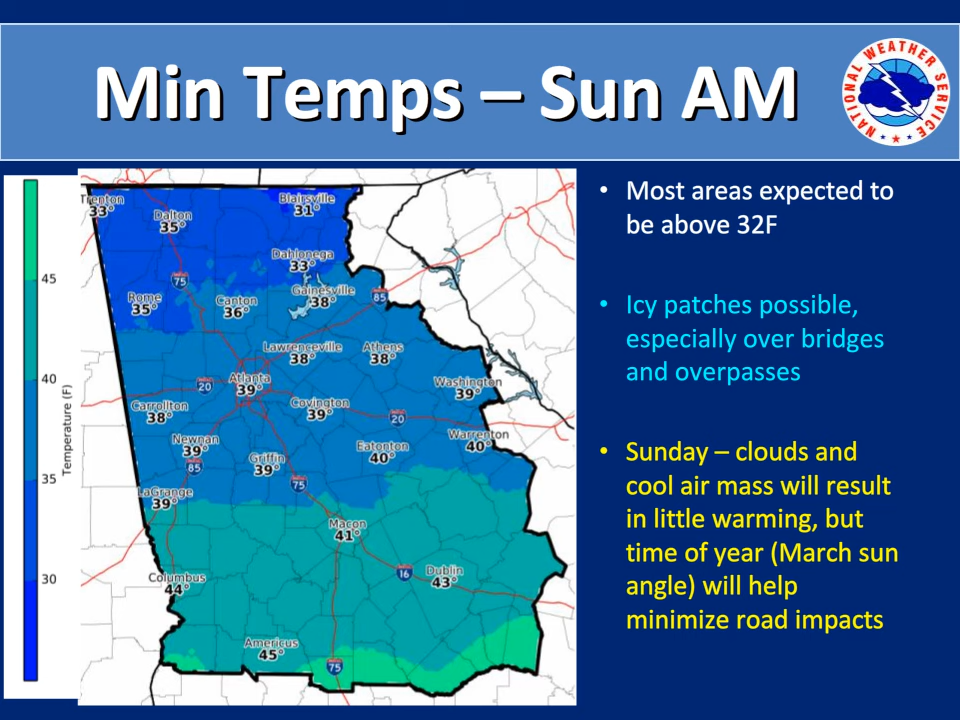 Min Temps – Sun AM
NATIONAL WEATHER SERVICE
• Most areas expected to
be above 32F
• Icy patches possible,
especially over bridges
and overpasses
• Sunday – clouds and
cool air mass will result
in little warming, but
time of year (March sun
angle) will help
minimize road impacts
Temperature (F)
45
40
35
30
Trenton
33°
Dalton
35°
Blairsville
31°
Dahlonega
33°
75
Rome
35°
Canton
36°
Gainesville
38°
85
Lawrenceville
38°
Athens
38°
Atlanta
39°
20
Washington
39°
Carrollton
38°
Covington
39°
20
Newnan
39°
85
Griffin
39°
Eatonton
40°
Warrenton
40°
75
LaGrange
39°
Macon
41°
Columbus
44°
16
Dublin
43°
Americus
45°
75